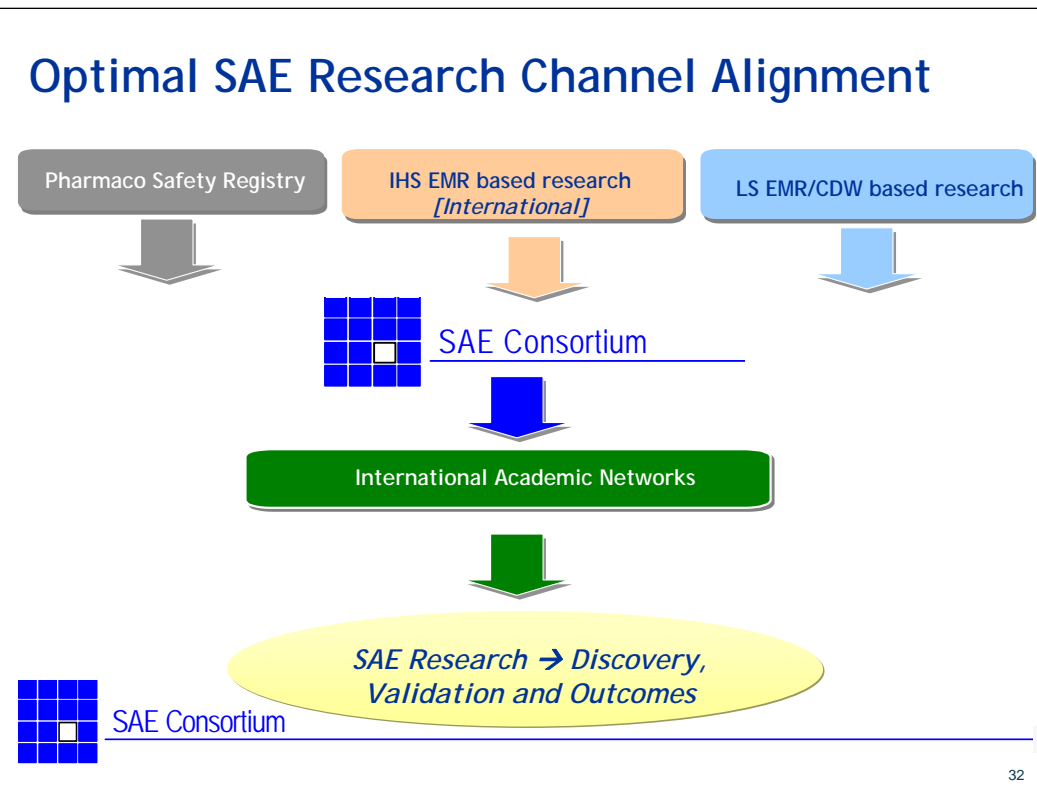 Optimal SAE Research Channel Alignment
Pharmaco Safety Registry
IHS EMR based research
[International]
LS EMR/CDW based research
SAE Consortium
International Academic Networks
SAE Research → Discovery,
Validation and Outcomes
SAE Consortium
32